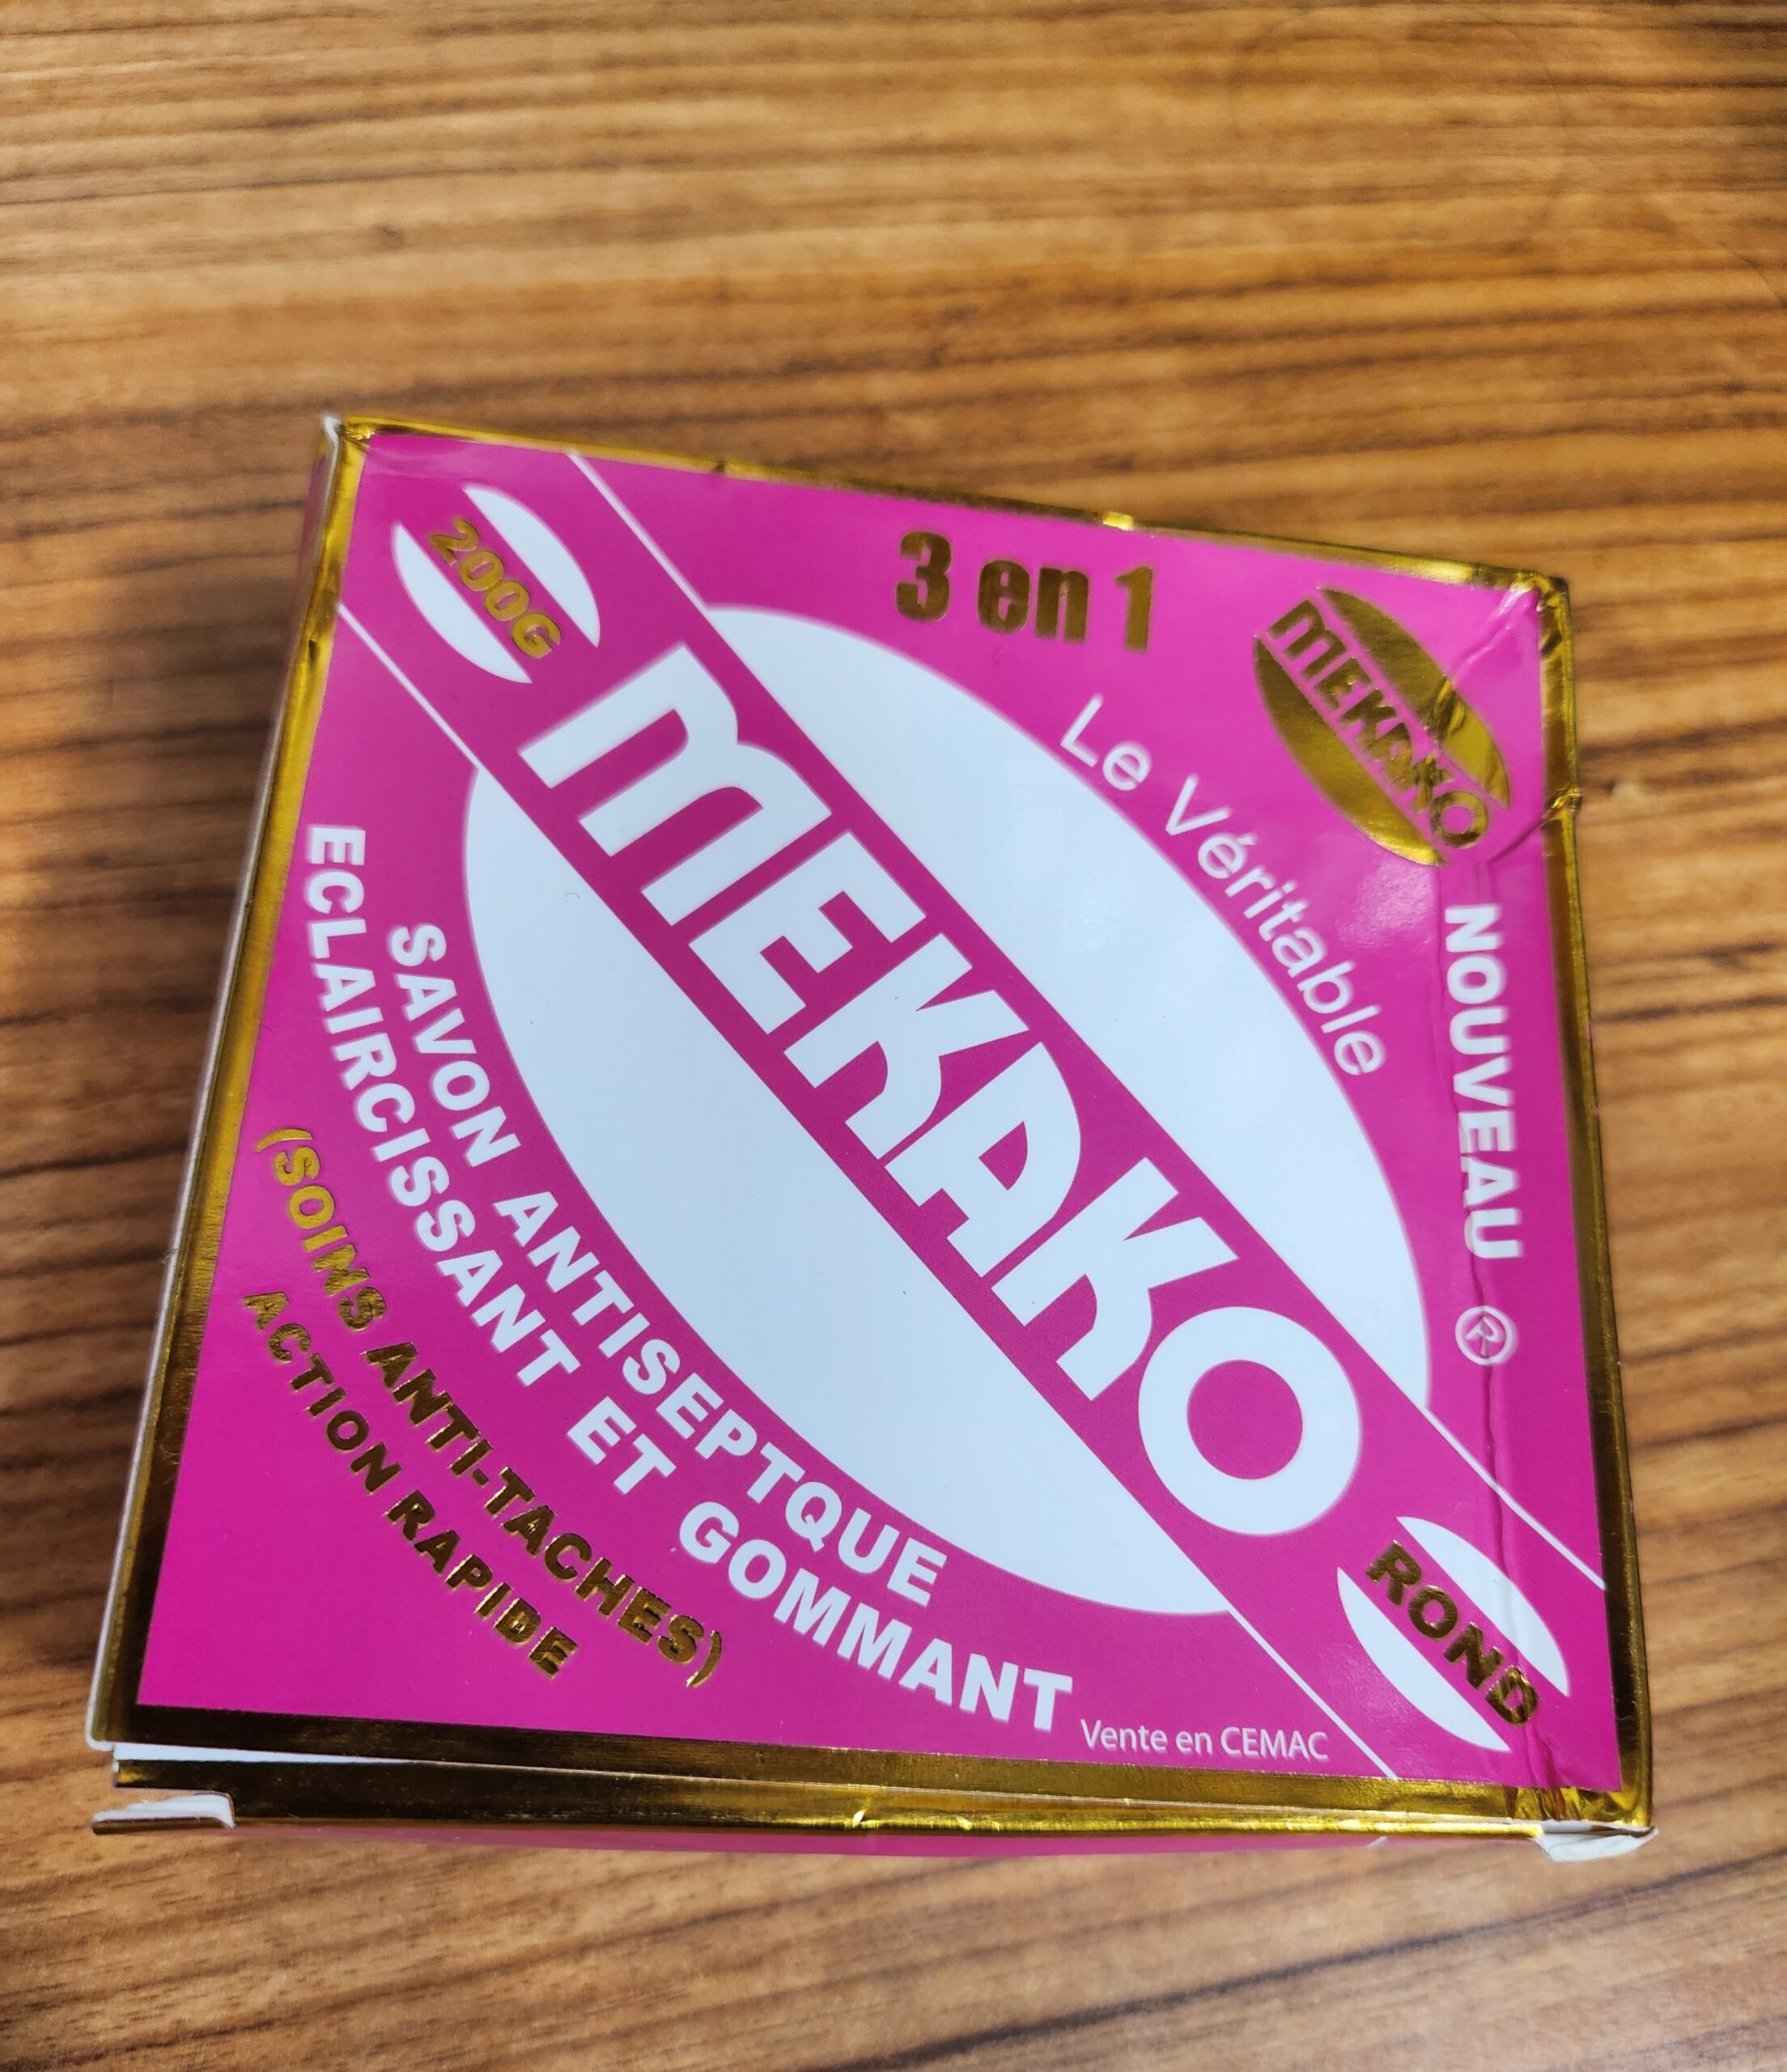 3 en 1
200G
MEKAKO
Le Véritable
MEKAKO
NOUVEAU ®
SAVON ANTISEPTQUE
ECLAIRCISSANT ET GOMMANT
(SOINS ANTI-TACHES)
ACTION RAPIDE
ROND
Vente en CEMAC